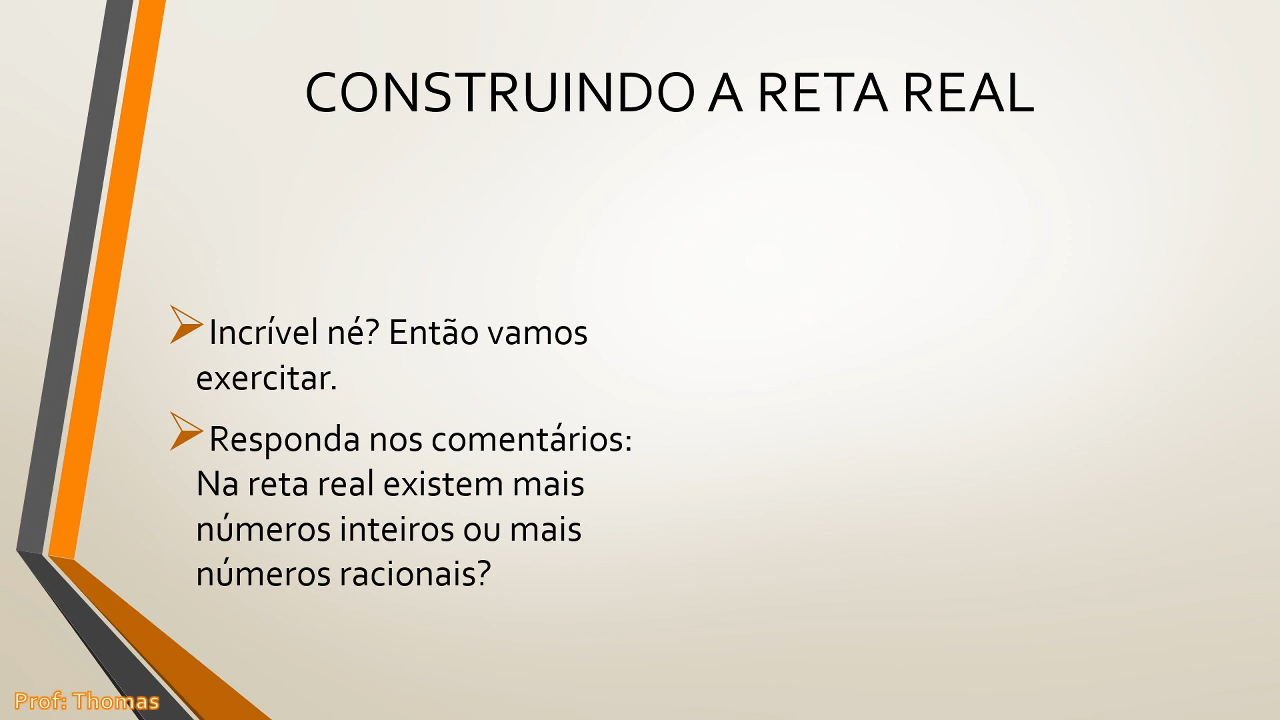 CONSTRUINDO A RETA REAL
Incrível né? Então vamos
exercitar.
Responda nos comentários:
Na reta real existem mais
números inteiros ou mais
números racionais?
Prof: Thomas